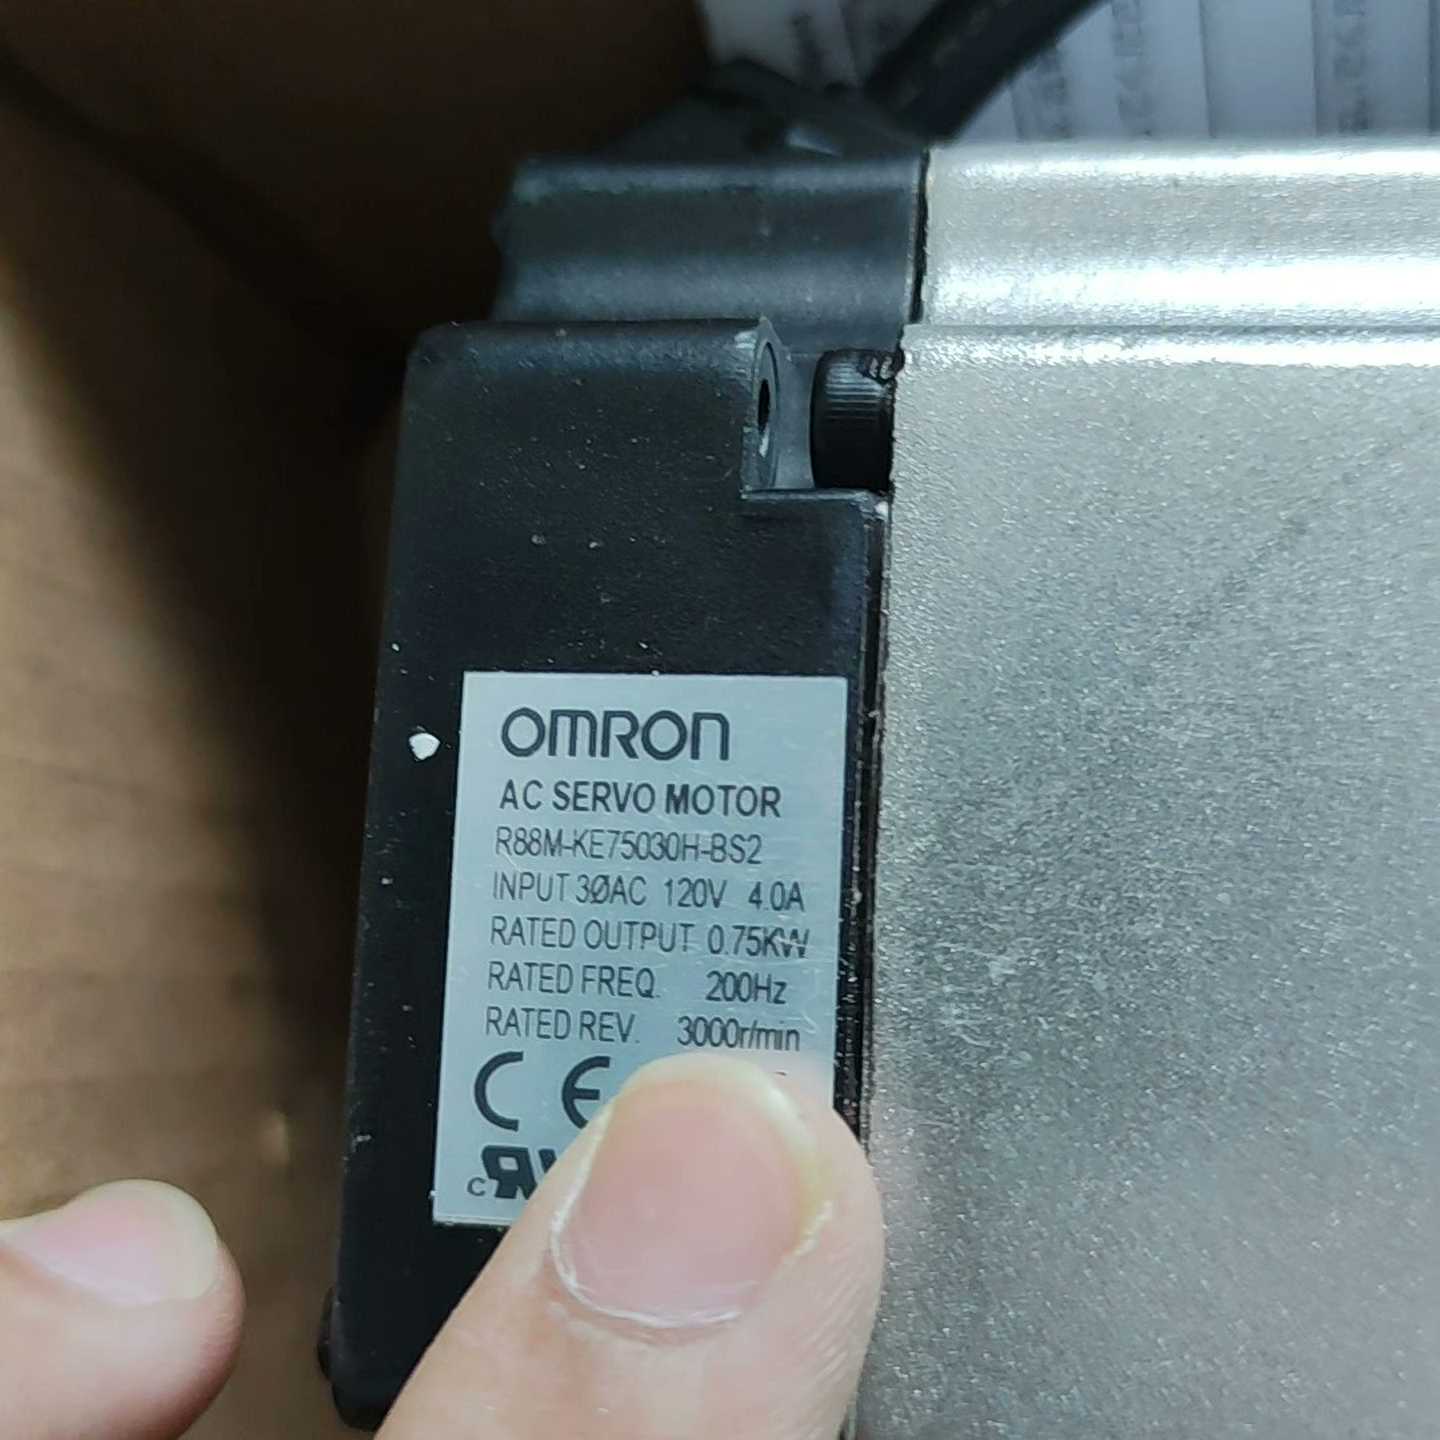 OMRON
AC SERVO MOTOR
R88M-KE75030H-BS2
INPUT 3ØAC 120V 4.0A
RATED OUTPUT 0.75KW
RATED FREQ. 200Hz
RATED REV. 3000r/min
CE
c